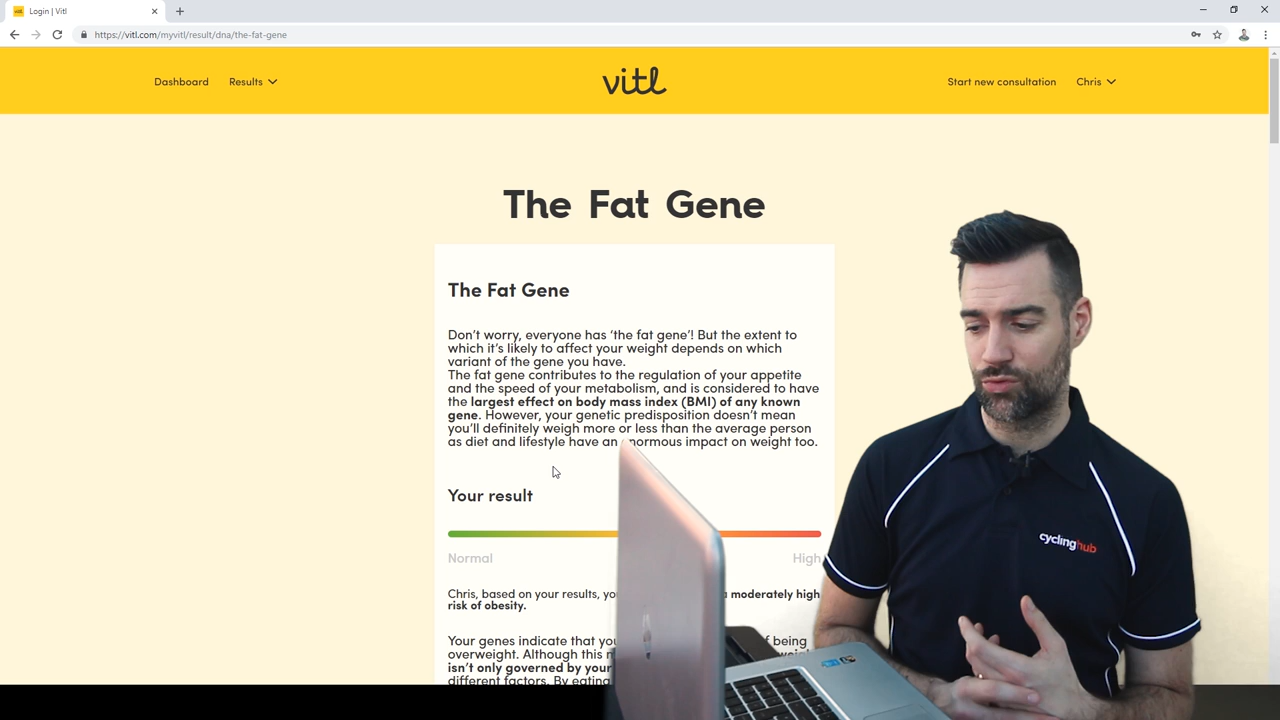 Login | Vitl
https://vitl.com/myvitl/result/dna/the-fat-gene
Dashboard
Results
vitl
Start new consultation
Chris
The Fat Gene
The Fat Gene
Don't worry, everyone has ‘the fat gene’! But the extent to
which it's likely to affect your weight depends on which
variant of the gene you have.
The fat gene contributes to the regulation of your appetite
and the speed of your metabolism, and is considered to have
the largest effect on body mass index (BMI) of any known
gene. However, your genetic predisposition doesn't mean
you'll definitely weigh more or less than the average person
as diet and lifestyle have an enormous impact on weight too.
Your result
Normal
High
Chris, based on your results, a moderately high
risk of obesity.
Your genes indicate that of being
overweight. Although this
isn't only governed by your
different factors. By eating
cyclinghub